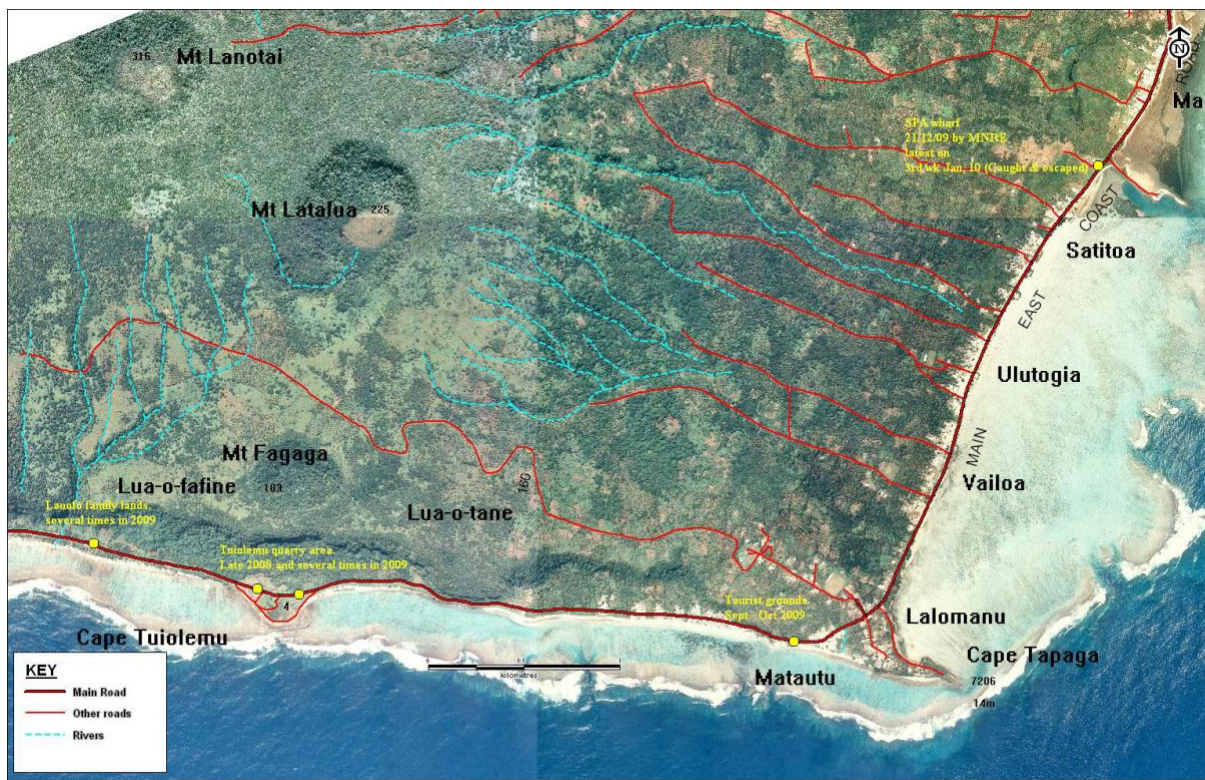 316
Mt Lanotai
N
ROAD
Ma
SPA wharf
21/12/09 by MNRE
latest on
3rd wk Jan, 10 (Caught & escaped)
COAST
Mt Latalua
225
Satitoa
EAST
Ulutogia
MAIN
Mt Fagaga
Lua-o-fafine
163
Vailoa
160
Lua-o-tane
Lauofo family lands,
several times in 2009
Tuiolemu quarry area.
Late 2008 and several times in 2009
4
Tourist grounds.
Sept - Oct 2009
Lalomanu
Cape Tuiolemu
Cape Tapaga
Matautu
7206
14m
kilometres
KEY
Main Road
Other roads
Rivers